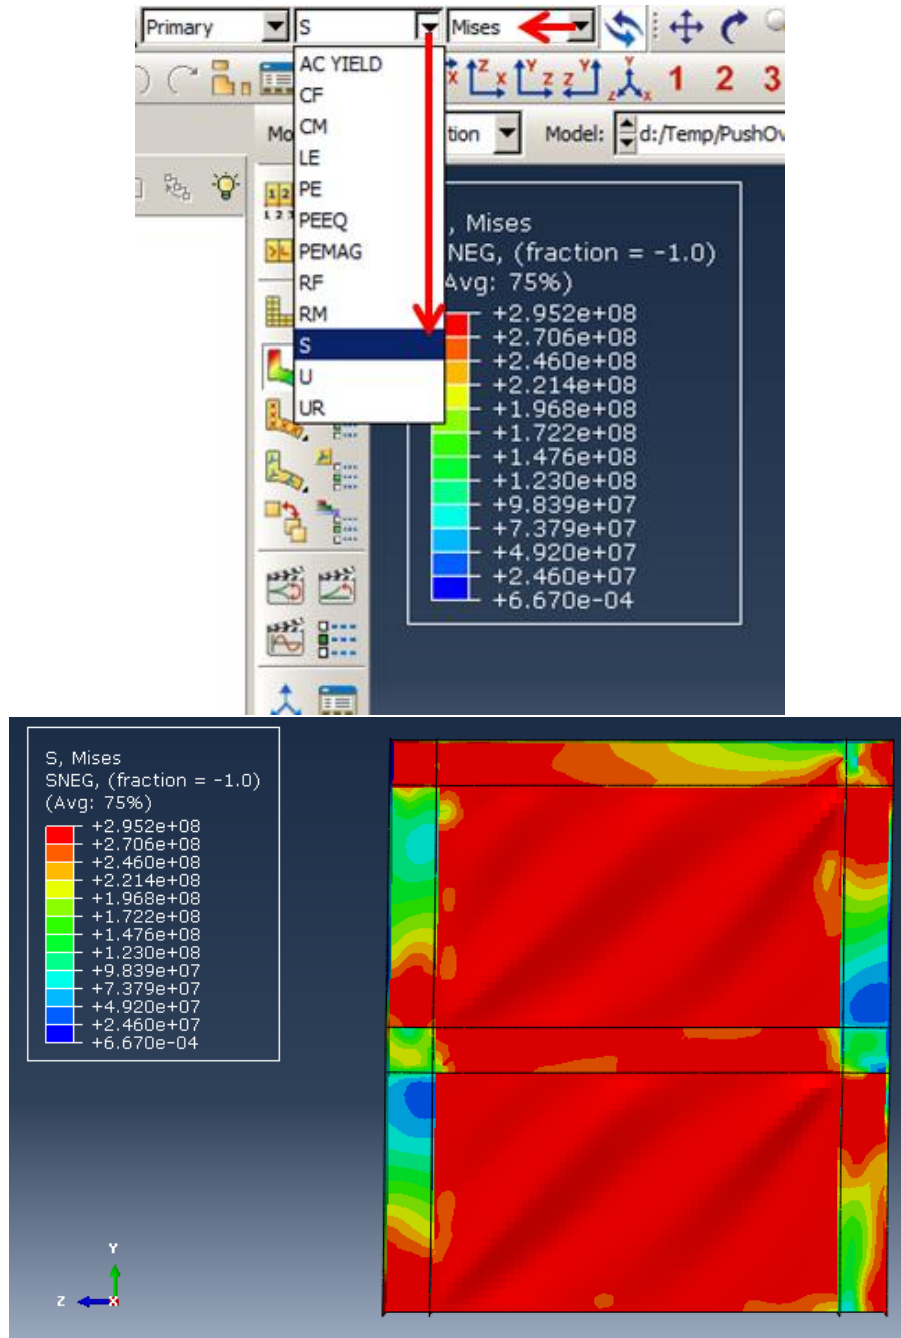 Primary S Mises
AC YIELD
CF
CM
LE
PE
PEEQ
PEMAG
RF
RM
S
U
UR
1 2 3
tion Model: d:/Temp/PushOv
, Mises
NEG, (fraction = -1.0)
Avg: 75%)
+2.952e+08
+2.706e+08
+2.460e+08
+2.214e+08
+1.968e+08
+1.722e+08
+1.476e+08
+1.230e+08
+9.839e+07
+7.379e+07
+4.920e+07
+2.460e+07
+6.670e-04
S, Mises
SNEG, (fraction = -1.0)
(Avg: 75%)
+2.952e+08
+2.706e+08
+2.460e+08
+2.214e+08
+1.968e+08
+1.722e+08
+1.476e+08
+1.230e+08
+9.839e+07
+7.379e+07
+4.920e+07
+2.460e+07
+6.670e-04
Y
Z X